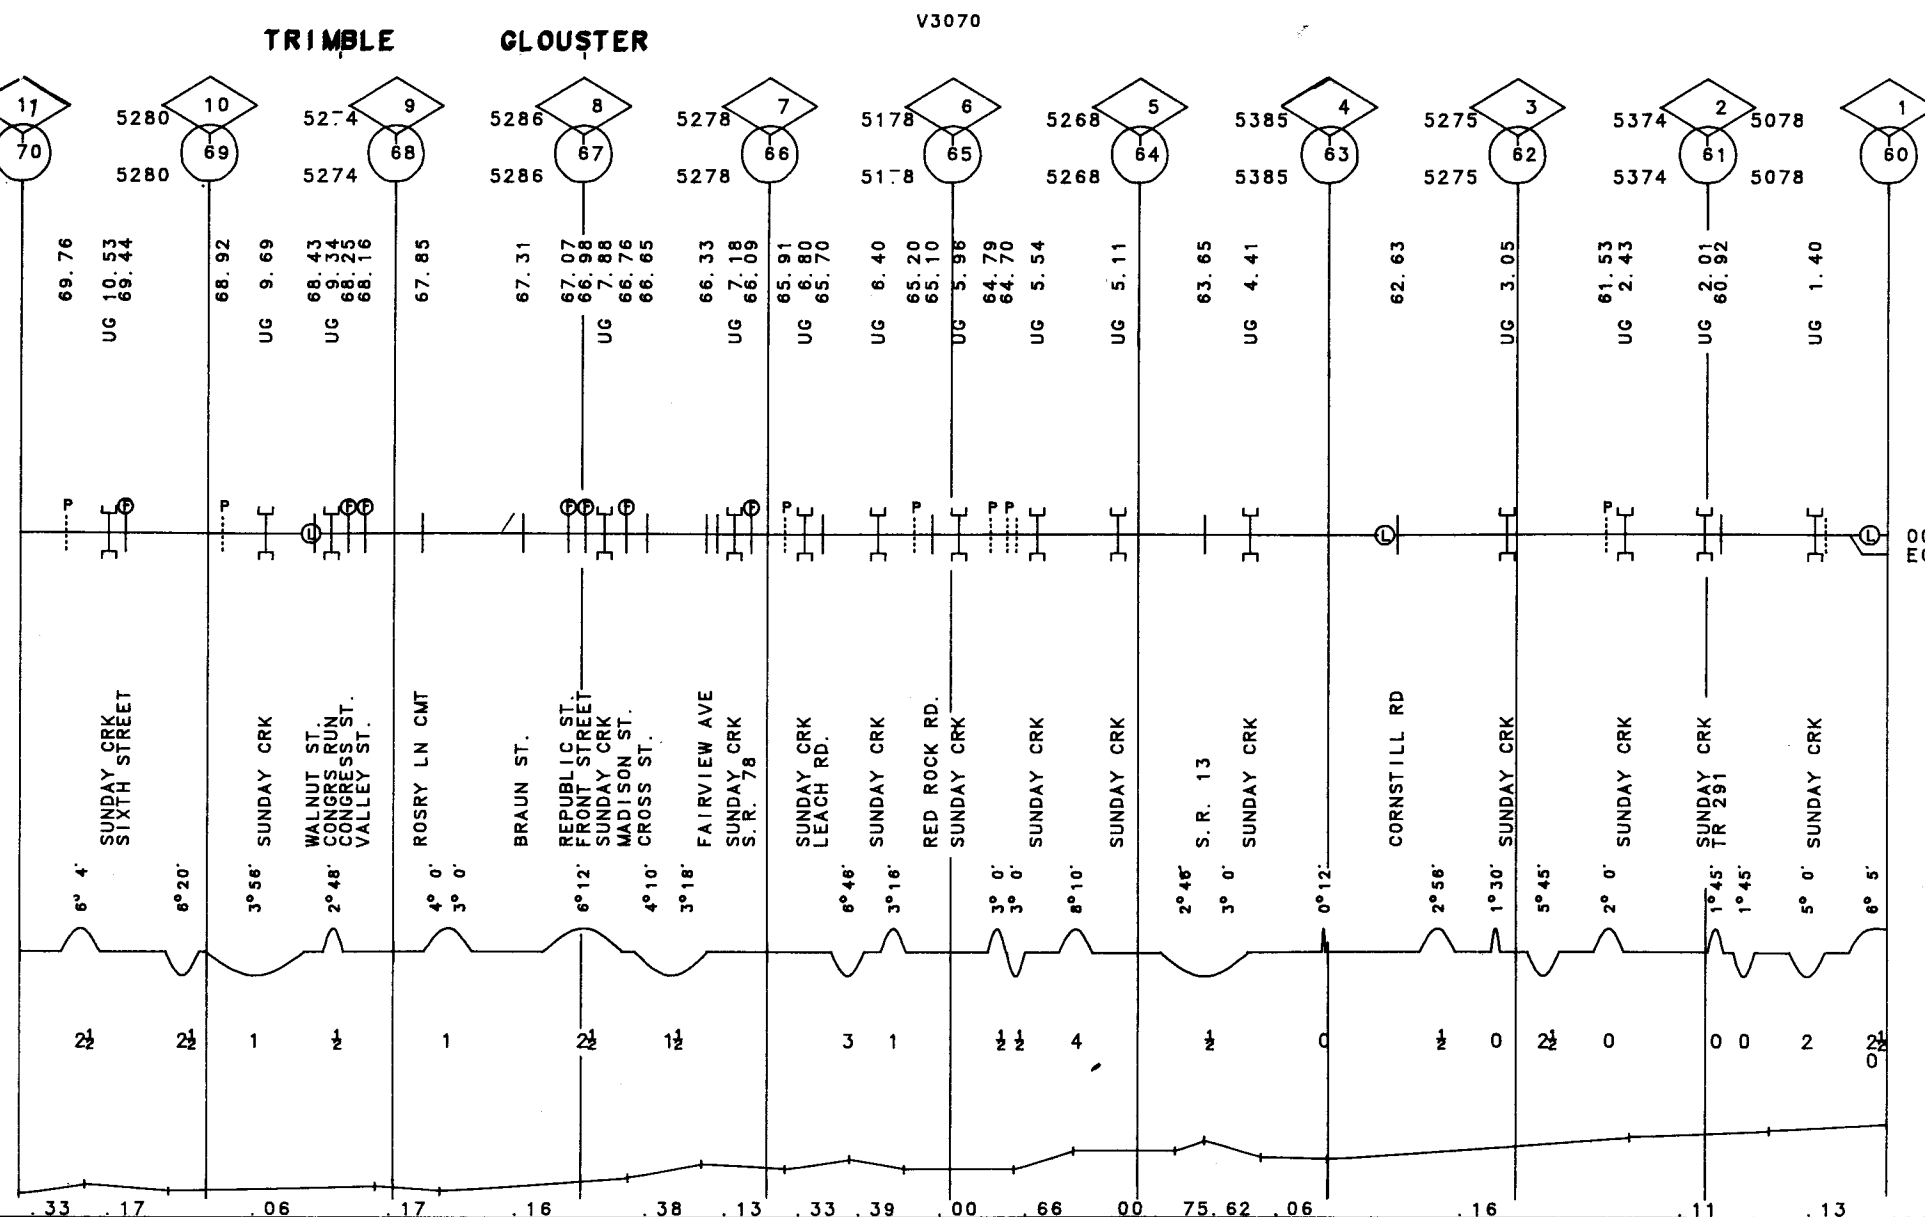 V3070
TRIMBLE GLOUSTER
11 10 9 8 7 6 5 4 3 2 1
5280 5274 5286 5278 5178 5268 5385 5275 5374 5078
70 69 68 67 66 65 64 63 62 61 60
5280 5274 5286 5278 5178 5268 5385 5275 5374 5078
69.76
UG 10.53
69.44
68.92
UG 9.69
68.43
UG 9.34
68.25
68.16
67.85
67.31
67.07
66.98
UG 7.88
66.76
66.65
66.33
UG 7.18
66.09
65.91
UG 6.80
65.70
UG 6.40
65.20
65.10
UG 5.96
64.79
64.70
UG 5.54
UG 5.11
63.65
UG 4.41
62.63
UG 3.05
61.53
UG 2.43
UG 2.01
60.92
UG 1.40
P F P L F F F F F F P P P P L P L
SUNDAY CRK
SIXTH STREET
SUNDAY CRK
WALNUT ST.
CONGRS RUN
CONGRESS ST.
VALLEY ST.
ROSRY LN CMT
BRAUN ST.
REPUBLIC ST.
FRONT STREET
SUNDAY CRK
MADISON ST.
CROSS ST.
FAIRVIEW AVE
SUNDAY CRK
S.R. 78
SUNDAY CRK
LEACH RD.
SUNDAY CRK
RED ROCK RD.
SUNDAY CRK
SUNDAY CRK
SUNDAY CRK
S.R. 13
SUNDAY CRK
CORNSTILL RD
SUNDAY CRK
SUNDAY CRK
SUNDAY CRK
TR 291
SUNDAY CRK
6° 4' 6°20' 3°56' 2°48' 4° 0' 3° 0' 6°12' 4°10' 3°18' 6°46' 3°16' 3° 0' 3° 0' 8°10' 2°46' 3° 0' 0°12' 2°56' 1°30' 5°45' 2° 0' 1°45' 1°45' 5° 0' 6° 5'
2½ 2½ 1 ½ 1 2½ 1½ 3 1 ½ ½ 4 ½ 0 ½ 0 2½ 0 0 0 2 2½
0
.33 .17 .06 .17 .16 .38 .13 .33 .39 .00 .66 00 75.62 .06 .16 .11 .13